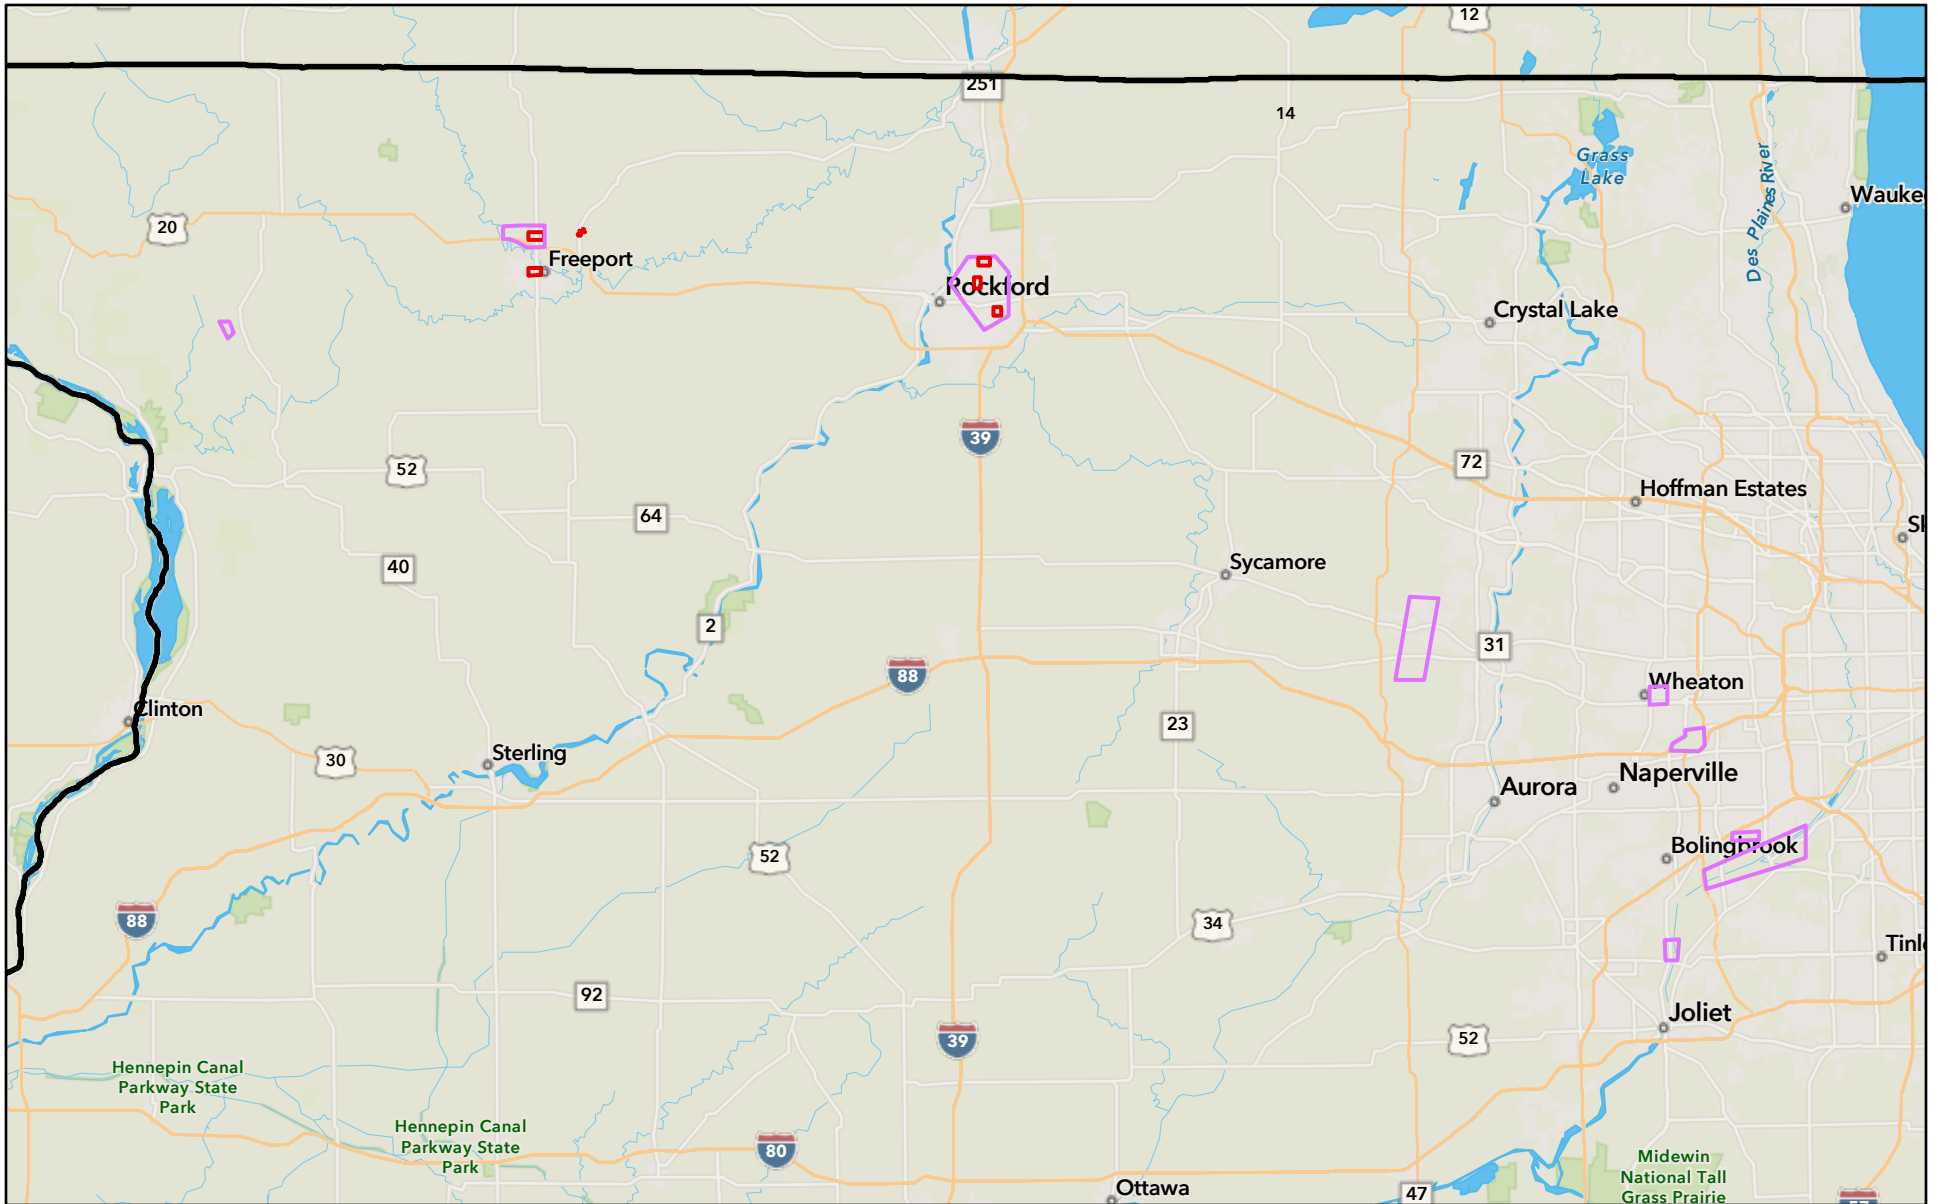 12
251
14
Grass
Lake
Des Plaines River
Wauke
20
Freeport
Rockford
Crystal Lake
39
52
72
Hoffman Estates
64
Sk
40
Sycamore
2
31
88
Wheaton
Clinton
23
Sterling
30
Naperville
Aurora
52
Bolingbrook
88
34
Tinl
92
Joliet
39
52
Hennepin Canal
Parkway State
Park
Hennepin Canal
Parkway State
Park
80
Midewin
National Tall
Grass Prairie
Ottawa
47
57